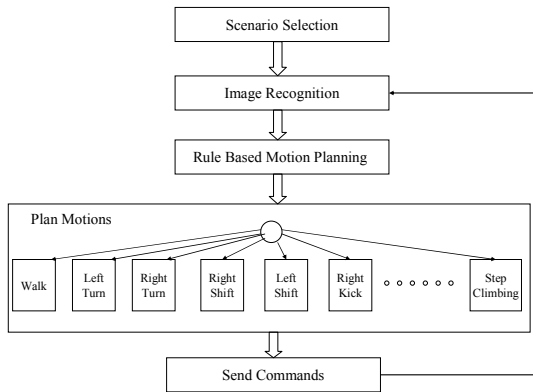 Scenario Selection
Image Recognition
Rule Based Motion Planning
Plan Motions
Walk
Left
Turn
Right
Turn
Right
Shift
Left
Shift
Right
Kick
Step
Climbing
Send Commands